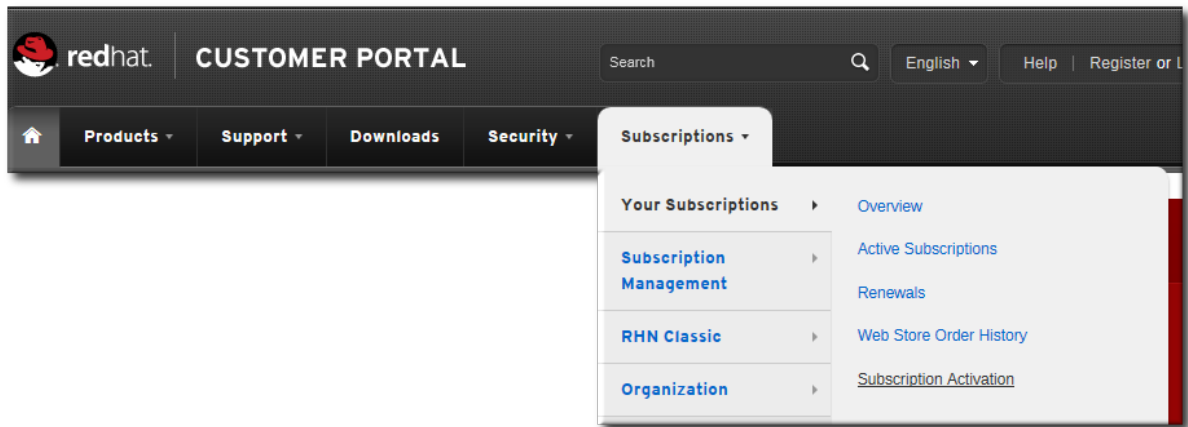 redhat. CUSTOMER PORTAL Search English Help | Register or
Products Support Downloads Security Subscriptions
Your Subscriptions
Subscription
Management
RHN Classic
Organization
Overview
Active Subscriptions
Renewals
Web Store Order History
Subscription Activation